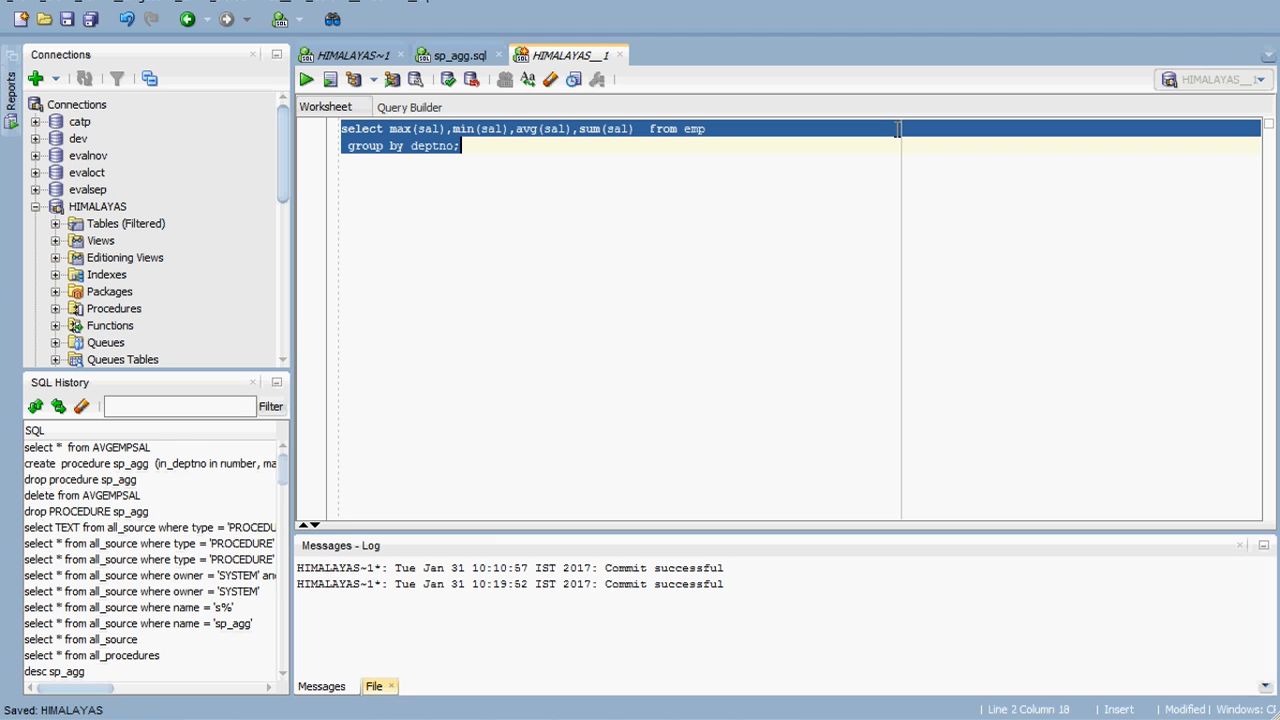 Connections
HIMALAYAS~1
sp_agg.sql
HIMALAYAS__1
Reports
HIMALAYAS__1
Connections
Worksheet
Query Builder
catp
dev
evalnov
evaloct
evalsep
HIMALAYAS
Tables (Filtered)
Views
Editioning Views
Indexes
Packages
Procedures
Functions
Queues
Queues Tables
select max(sal),min(sal),avg(sal),sum(sal)  from emp
group by deptno;
SQL History
Filter
SQL
select *  from AVGEMPSAL
create  procedure sp_agg  (in_deptno in number, ma
drop procedure sp_agg
delete from AVGEMPSAL
drop PROCEDURE sp_agg
select TEXT from all_source where type = 'PROCEDU
select * from all_source where type = 'PROCEDURE'
select * from all_source where type = 'PROCEDURE'
select * from all_source where owner = 'SYSTEM' an
select * from all_source where owner = 'SYSTEM'
select * from all_source where name = 's%'
select * from all_source where name = 'sp_agg'
select * from all_source
select * from all_procedures
desc sp_agg
Messages - Log
HIMALAYAS~1*: Tue Jan 31 10:10:57 IST 2017: Commit successful
HIMALAYAS~1*: Tue Jan 31 10:19:52 IST 2017: Commit successful
Messages
File
Saved: HIMALAYAS
Line 2 Column 18
Insert
Modified
Windows: CF